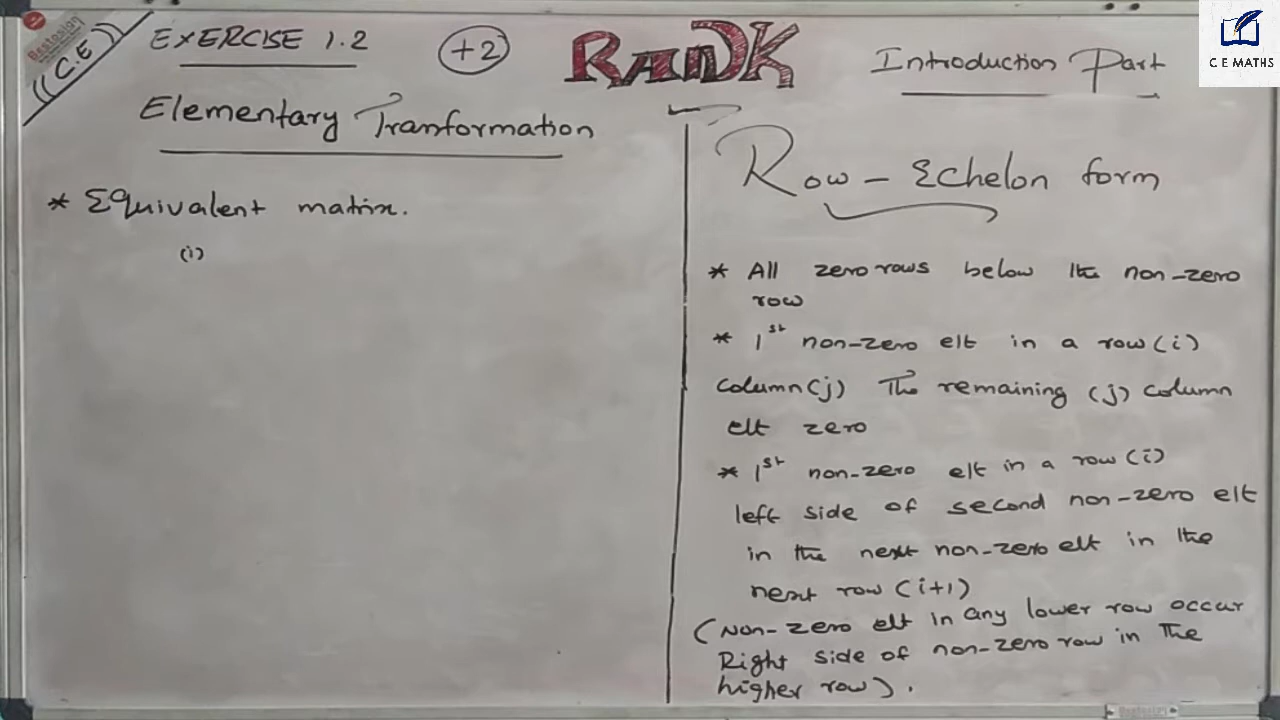 Bestosign
((C.E))
EXERCISE 1.2
+2
RANK
Introduction Part
C E MATHS
Elementary Tranformation
* Equivalent matrix.
(i)
Row - Echelon form
* All zero rows below the non-zero
row
* 1st non-zero elt in a row (i)
column (j) The remaining (j) column
elt zero
* 1st non-zero elt in a row (i)
left side of second non-zero elt
in the next non-zero elt in the
next row (i+1)
(Non-zero elt in any lower row occur
Right side of non-zero row in the
higher row).